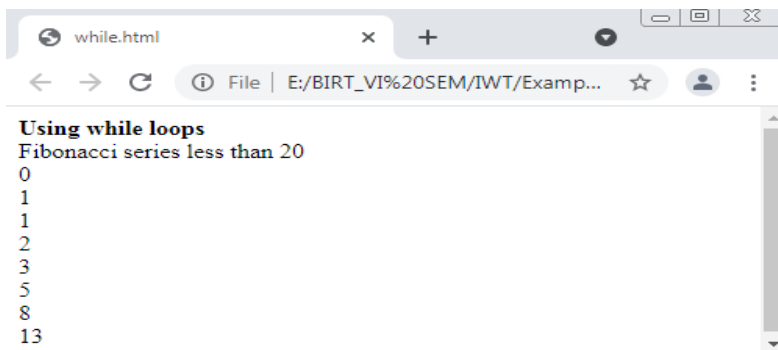 while.html
File | E:/BIRT_VI%20SEM/IWT/Examp...
Using while loops
Fibonacci series less than 20
0
1
1
2
3
5
8
13